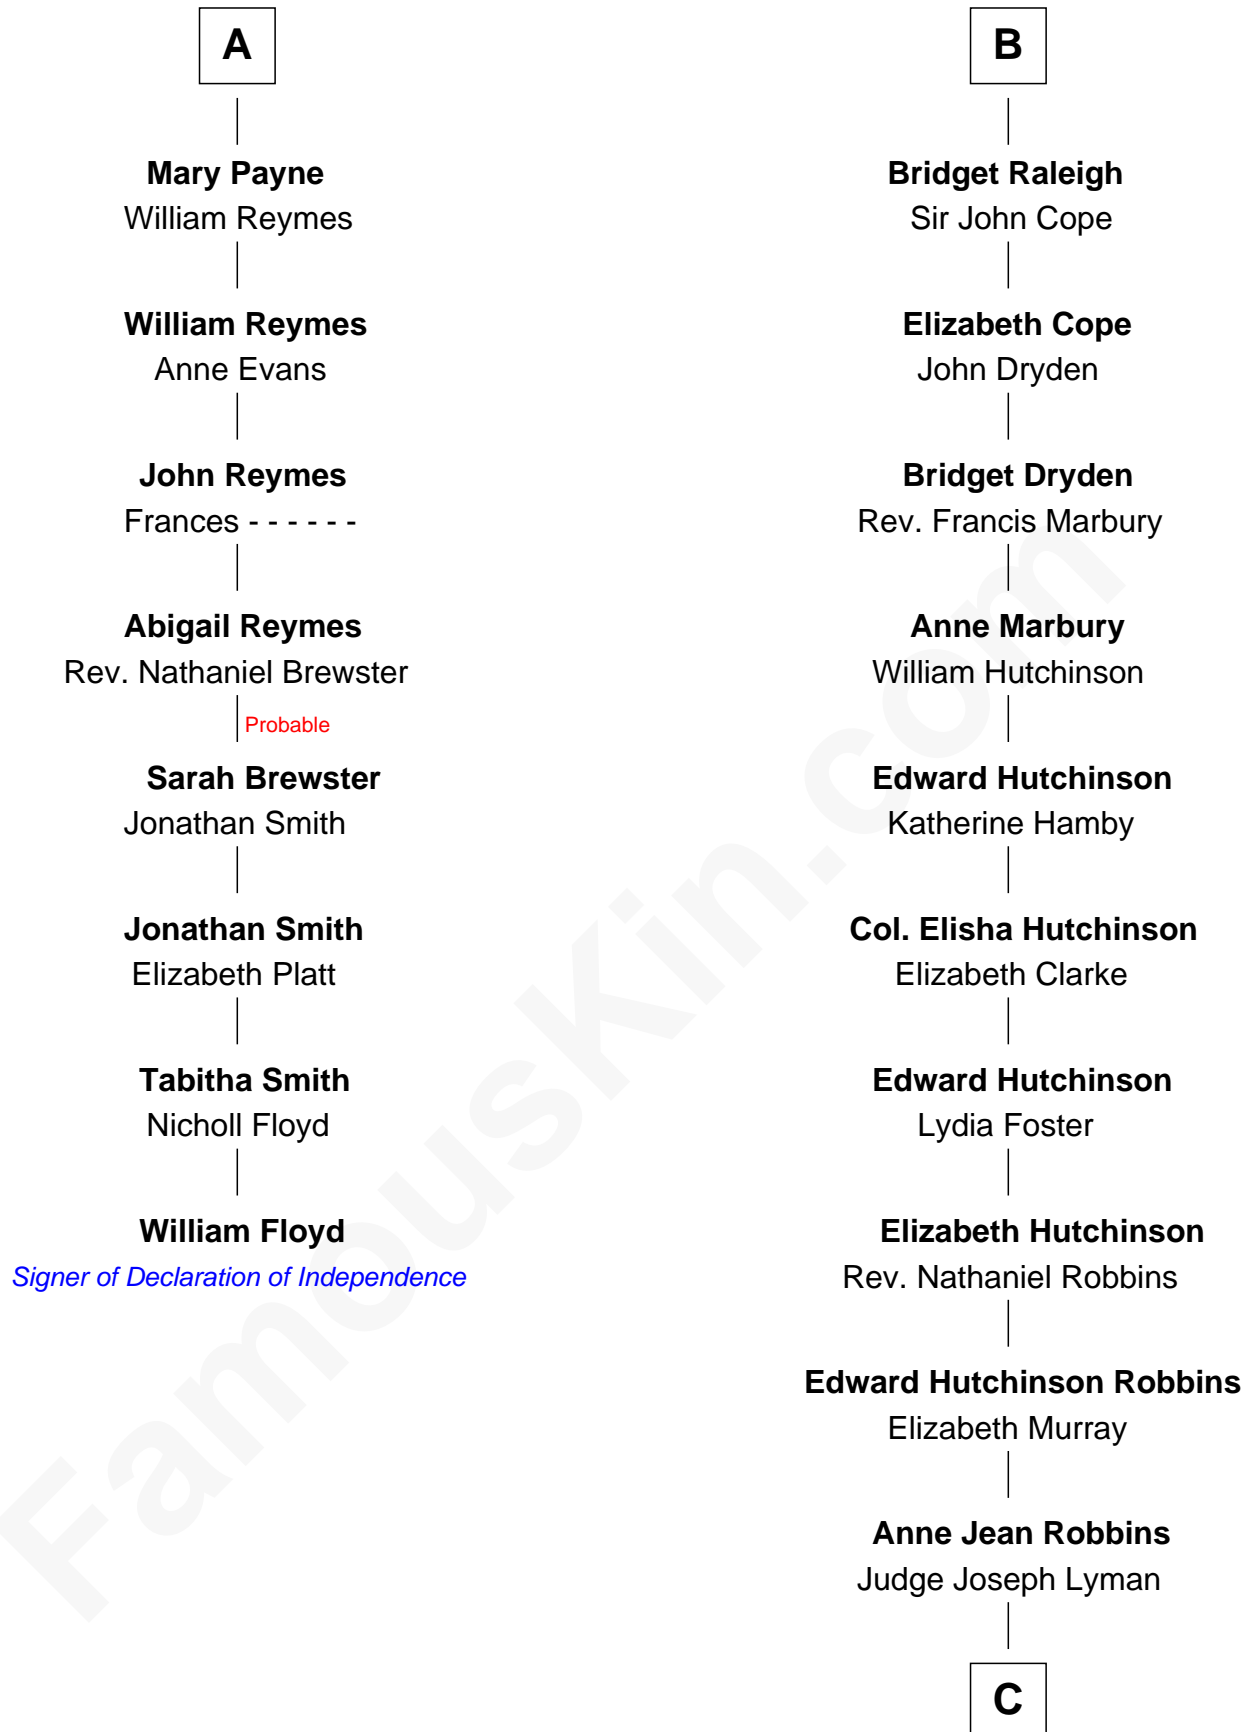 A
Mary Payne
William Reymes
William Reymes
Anne Evans
John Reymes
Frances - - - - - -
Abigail Reymes
Rev. Nathaniel Brewster
Probable
Sarah Brewster
Jonathan Smith
Jonathan Smith
Elizabeth Platt
Tabitha Smith
Nicholl Floyd
William Floyd
Signer of Declaration of Independence
B
Bridget Raleigh
Sir John Cope
Elizabeth Cope
John Dryden
Bridget Dryden
Rev. Francis Marbury
Anne Marbury
William Hutchinson
Edward Hutchinson
Katherine Hamby
Col. Elisha Hutchinson
Elizabeth Clarke
Edward Hutchinson
Lydia Foster
Elizabeth Hutchinson
Rev. Nathaniel Robbins
Edward Hutchinson Robbins
Elizabeth Murray
Anne Jean Robbins
Judge Joseph Lyman
C
FamousKin.com